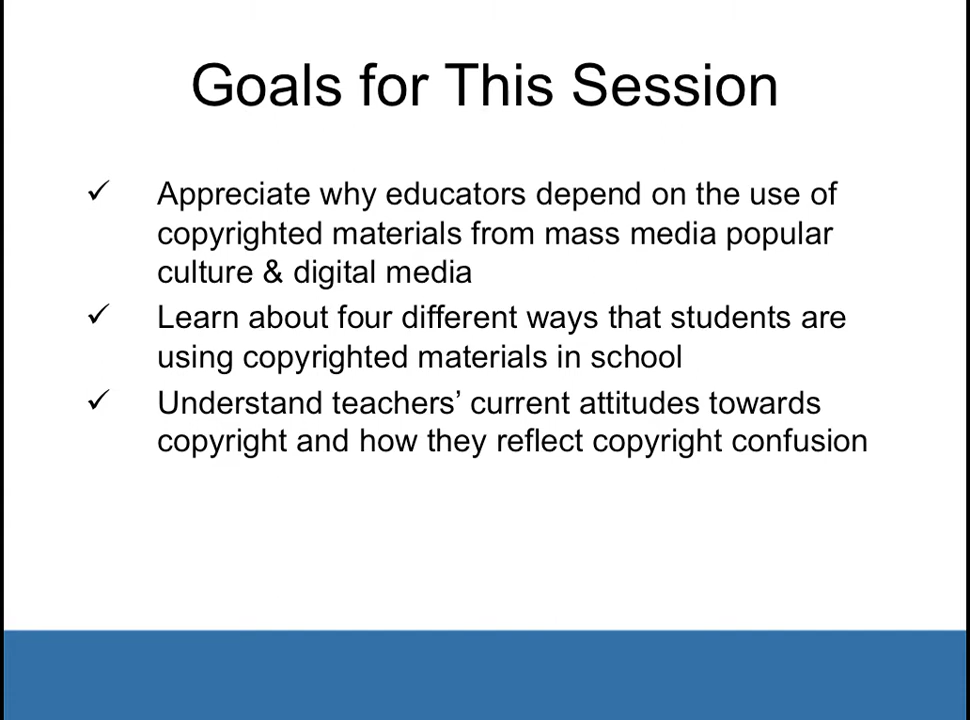 Goals for This Session
✓ Appreciate why educators depend on the use of
copyrighted materials from mass media popular
culture & digital media
✓ Learn about four different ways that students are
using copyrighted materials in school
✓ Understand teachers’ current attitudes towards
copyright and how they reflect copyright confusion